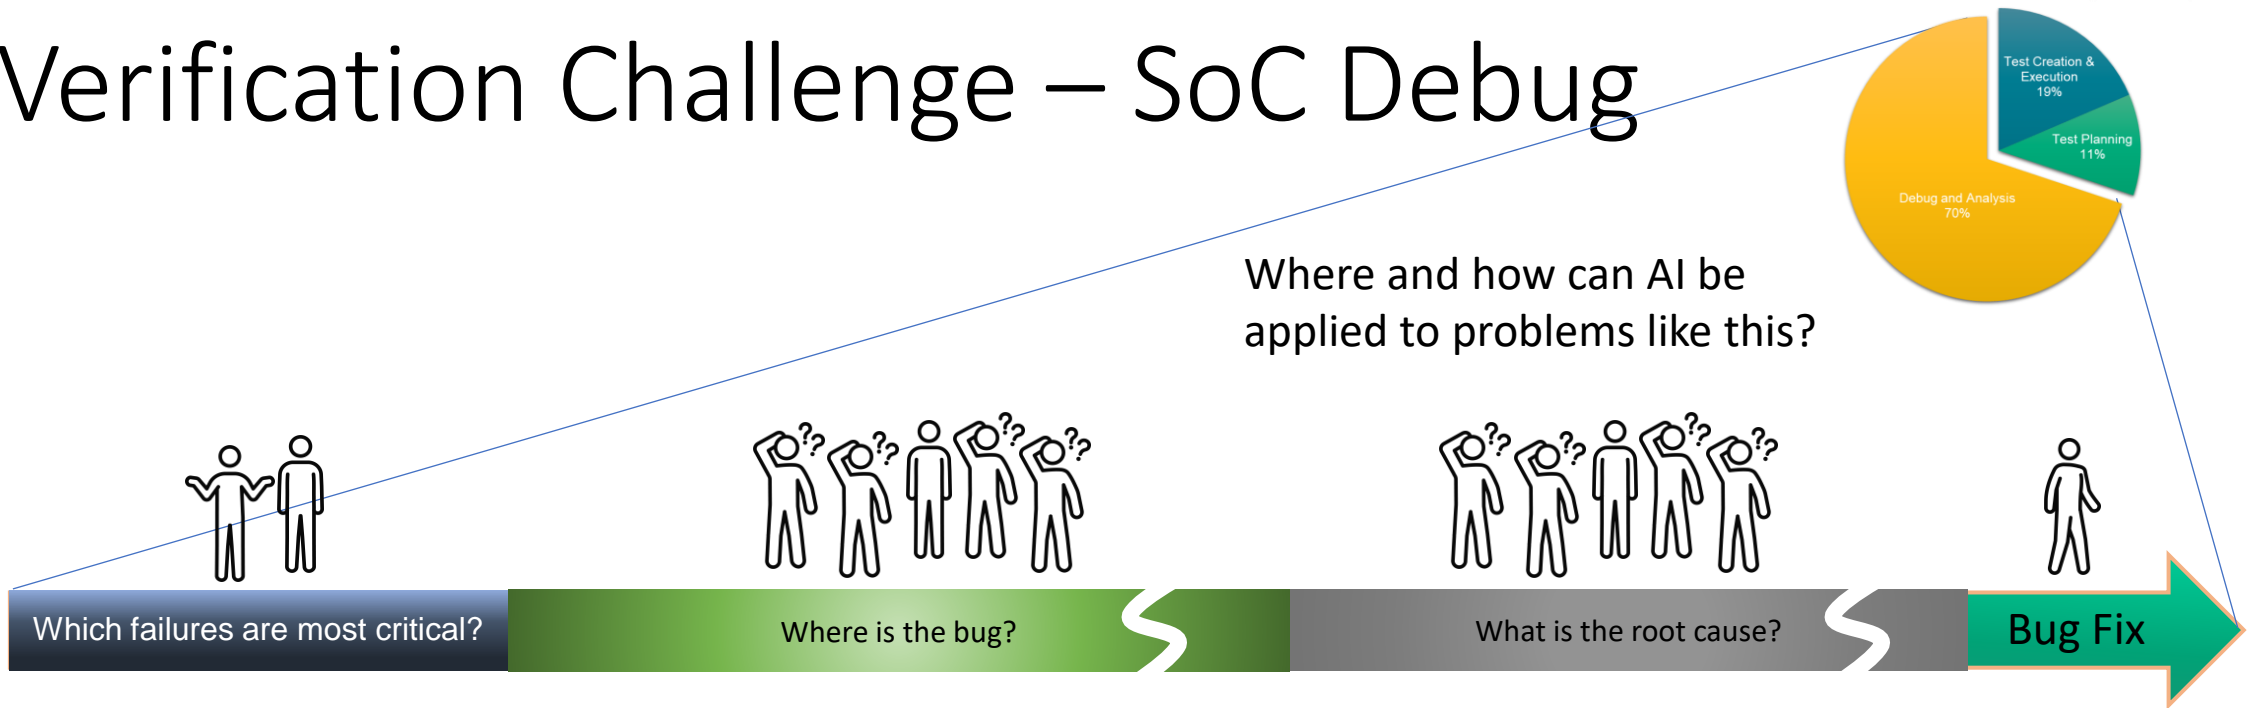 Verification Challenge – SoC Debug
Test Creation &
Execution
19%
Test Planning
11%
Debug and Analysis
70%
Where and how can AI be
applied to problems like this?
??
??
??
??
??
??
??
??
Which failures are most critical?
Where is the bug?
What is the root cause?
Bug Fix